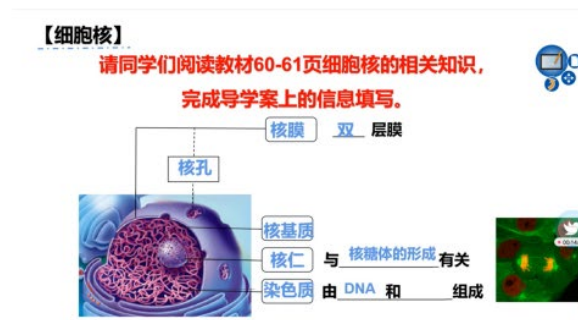 【细胞核】
请同学们阅读教材60-61页细胞核的相关知识，
完成导学案上的信息填写。
核膜 双 层膜
核孔
核基质
核仁 与 核糖体的形成 有关
染色质 由 DNA 和 组成